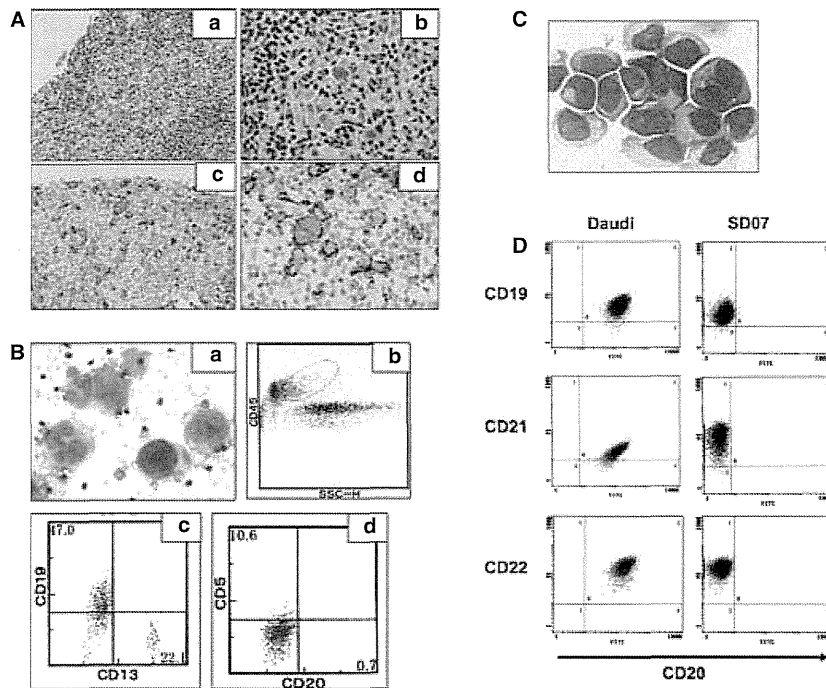 A
a
b
c
d
B
a
b
CD45
SSC-H
c
47.0
22.1
CD19
CD13
d
10.6
0.7
CD5
CD20
C
D
Daudi
SD07
CD19
CD21
CD22
CD20